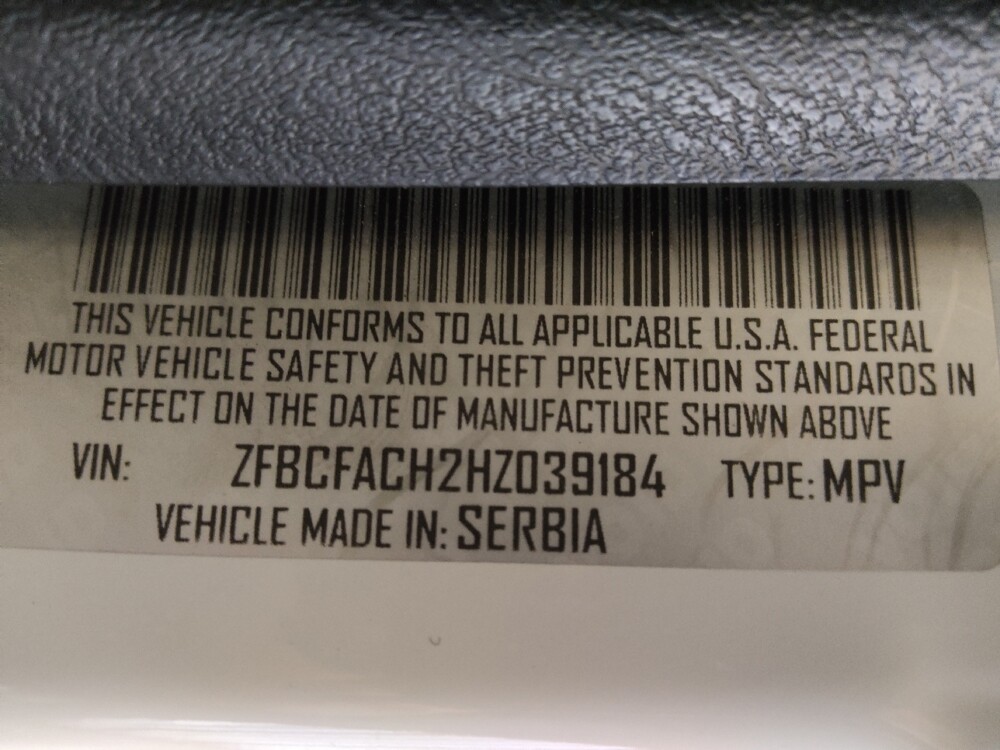 THIS VEHICLE CONFORMS TO ALL APPLICABLE U.S.A. FEDERAL
MOTOR VEHICLE SAFETY AND THEFT PREVENTION STANDARDS IN
EFFECT ON THE DATE OF MANUFACTURE SHOWN ABOVE
VIN: ZFBCFACH2HZ039184 TYPE: MPV
VEHICLE MADE IN: SERBIA